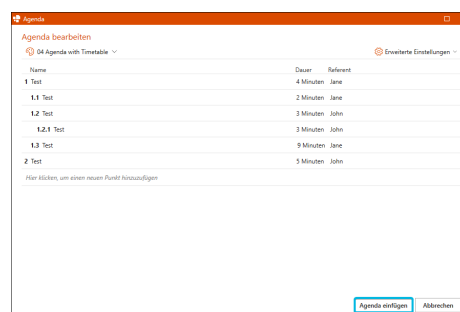 Agenda
Agenda bearbeiten
04 Agenda with Timetable Erweiterte Einstellungen
Name Dauer Referent
1 Test 4 Minuten Jane
1.1 Test 2 Minuten Jane
1.2 Test 3 Minuten John
1.2.1 Test 3 Minuten John
1.3 Test 9 Minuten Jane
2 Test 5 Minuten John
Hier klicken, um einen neuen Punkt hinzuzufügen
Agenda einfügen Abbrechen